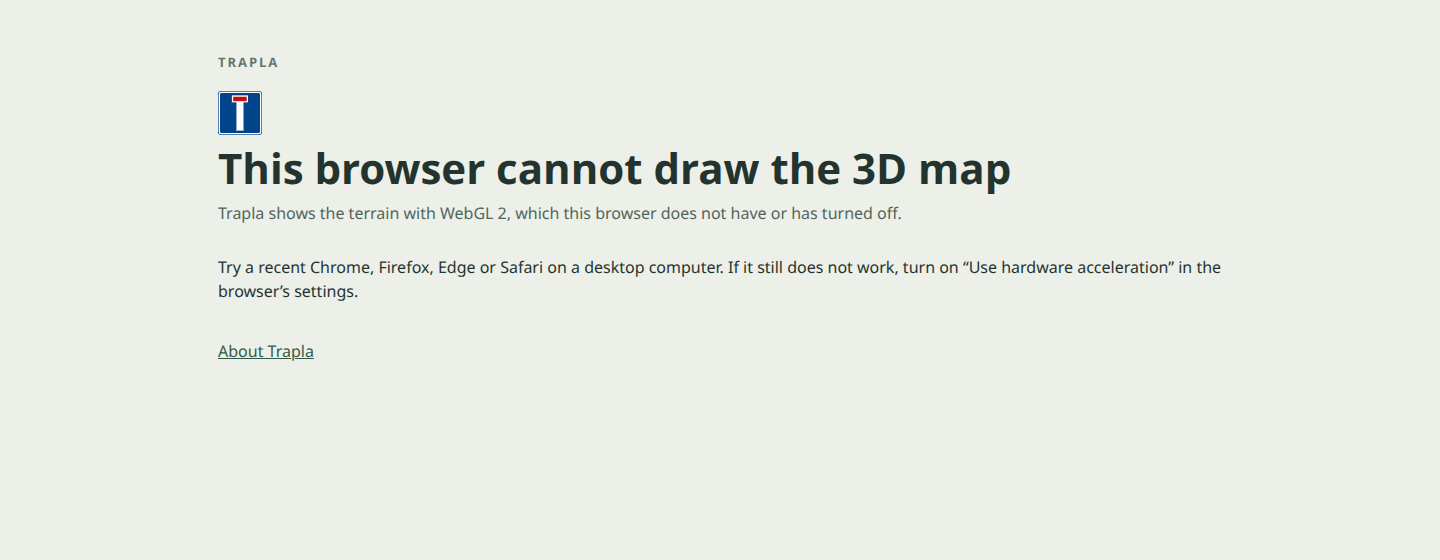 TRAPLA
This browser cannot draw the 3D map
Trapla shows the terrain with WebGL 2, which this browser does not have or has turned off.
Try a recent Chrome, Firefox, Edge or Safari on a desktop computer. If it still does not work, turn on “Use hardware acceleration” in the
browser’s settings.
About Trapla